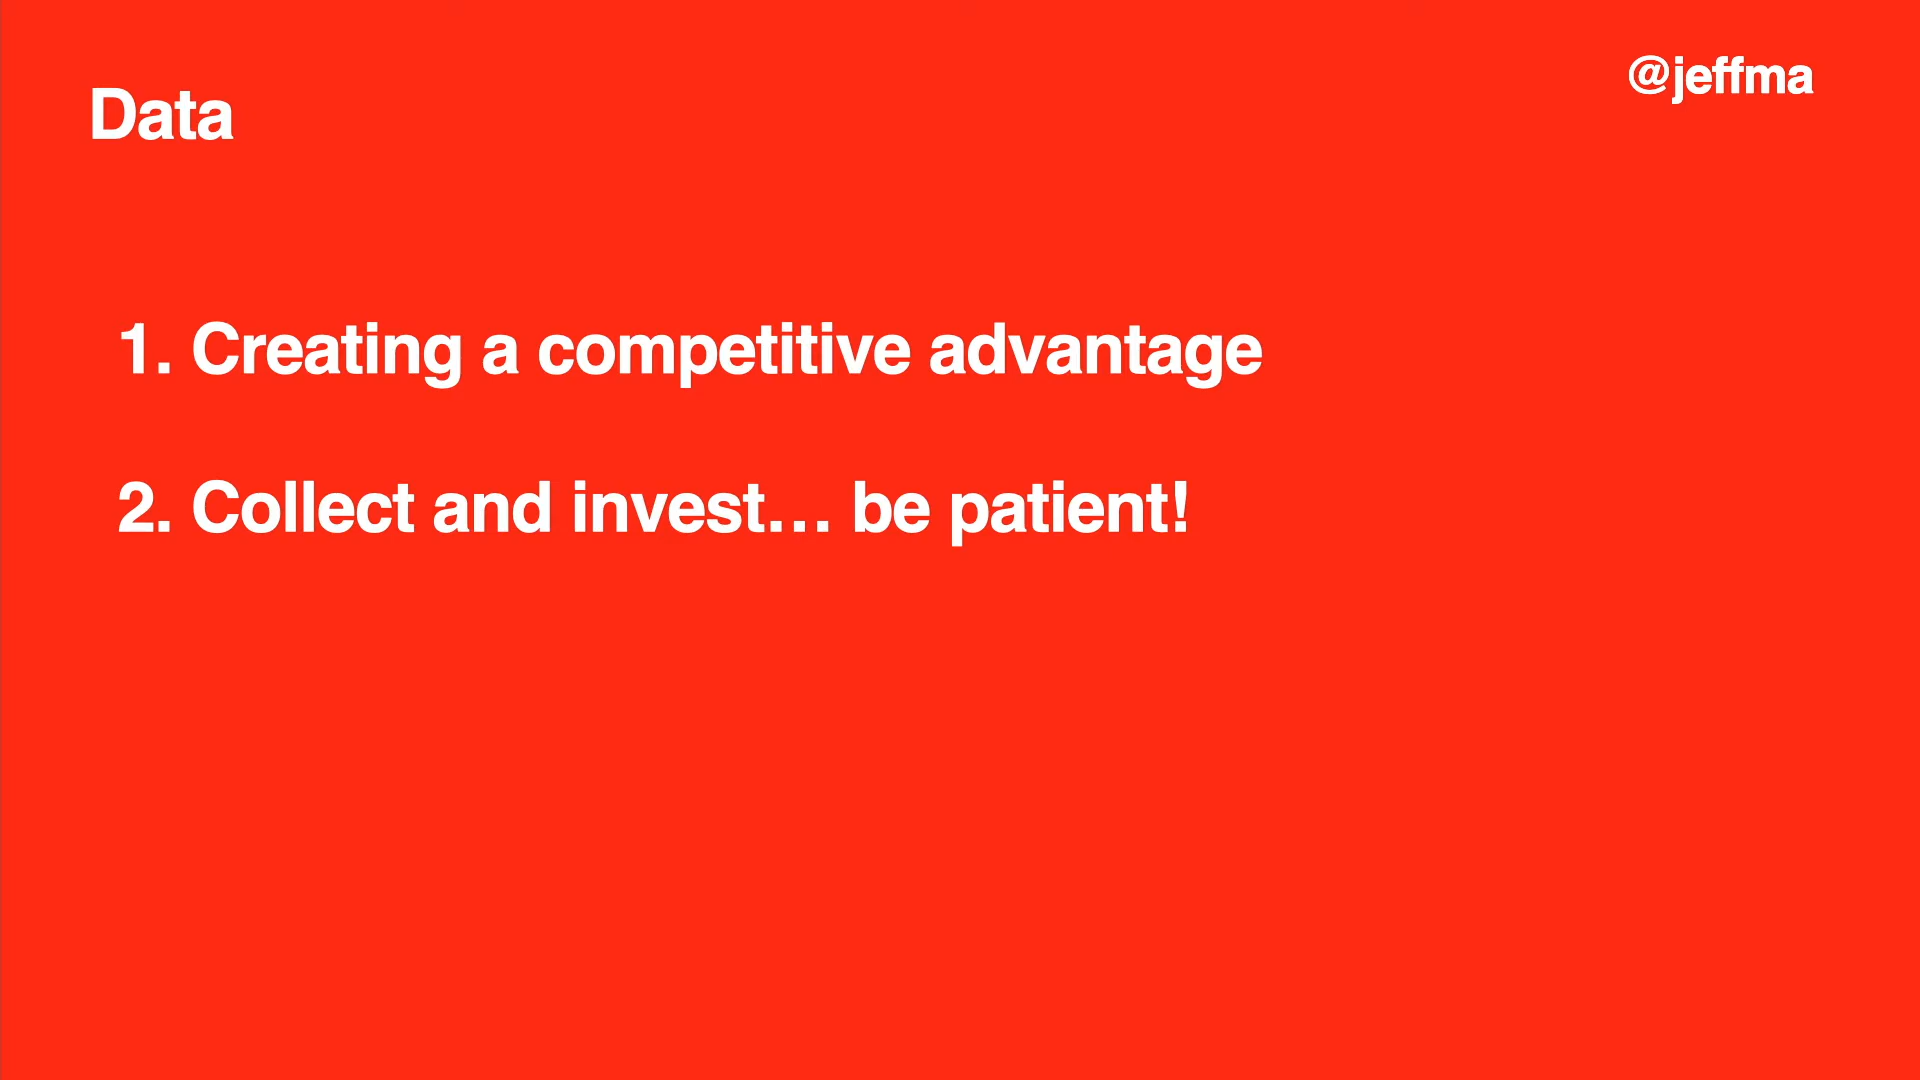 @jeffma
Data
1. Creating a competitive advantage
2. Collect and invest… be patient!